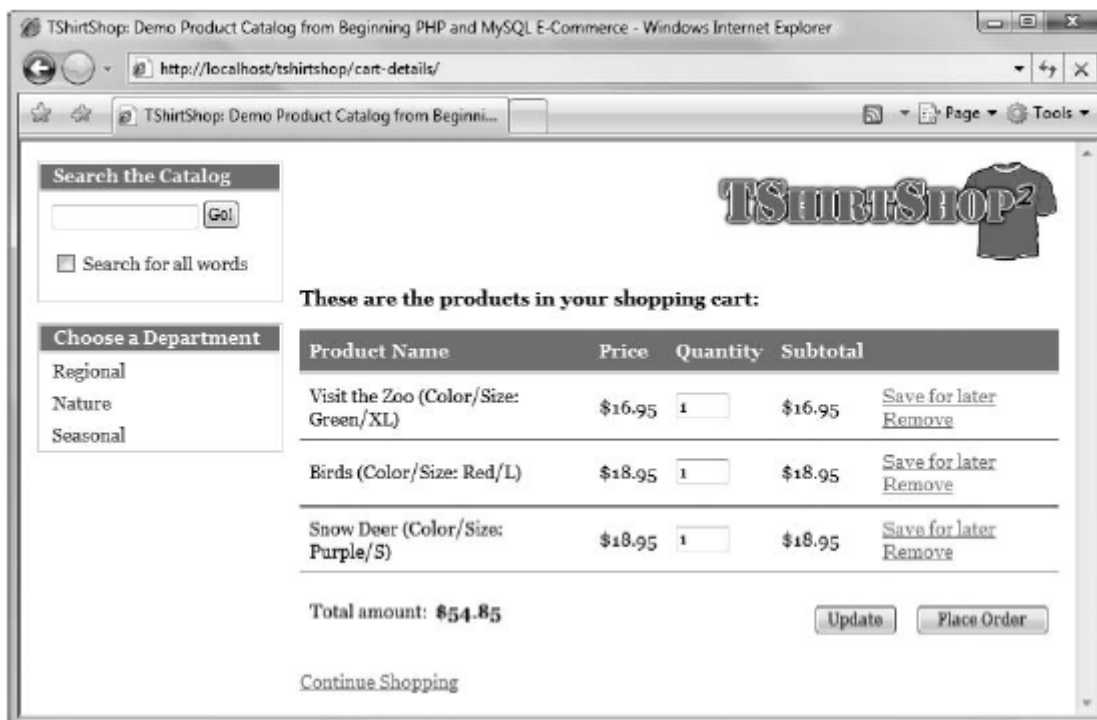 TShirtShop: Demo Product Catalog from Beginning PHP and MySQL E-Commerce - Windows Internet Explorer
http://localhost/tshirtshop/cart-details/
TShirtShop: Demo Product Catalog from Beginni...
Page
Tools
Search the Catalog
Go!
Search for all words
Choose a Department
Regional
Nature
Seasonal
TSHIRTSHOP²
These are the products in your shopping cart:
Product Name Price Quantity Subtotal
Visit the Zoo (Color/Size: $16.95 1 $16.95 Save for later
Green/XL) Remove
Birds (Color/Size: Red/L) $18.95 1 $18.95 Save for later
Remove
Snow Deer (Color/Size: $18.95 1 $18.95 Save for later
Purple/S) Remove
Total amount: $54.85
Update Place Order
Continue Shopping